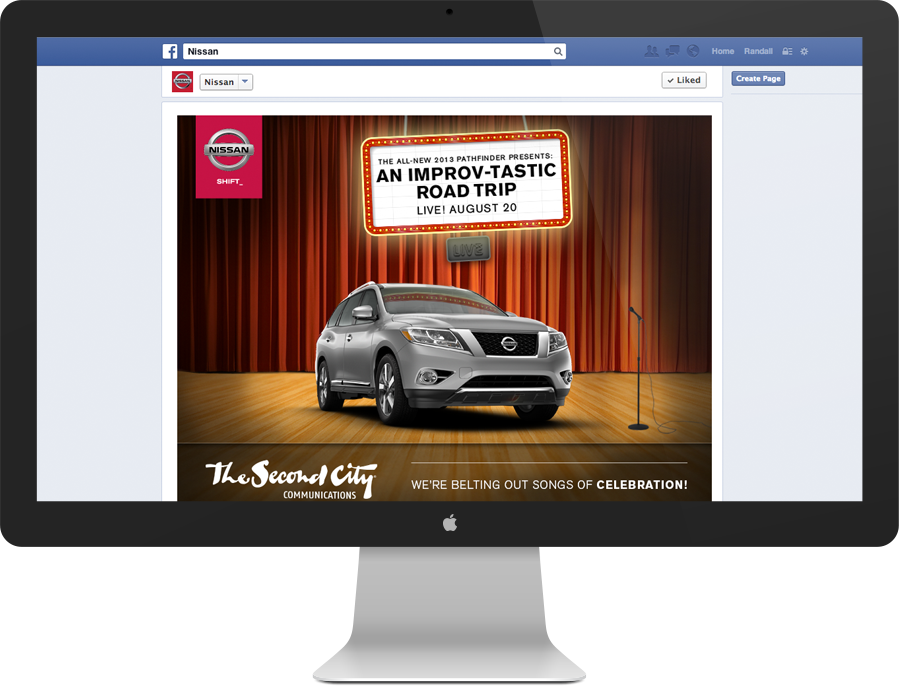 Nissan
Home
Randall
Nissan
Liked
Create Page
NISSAN
SHIFT_
THE ALL-NEW 2013 PATHFINDER PRESENTS:
AN IMPROV-TASTIC
ROAD TRIP
LIVE! AUGUST 20
LIVE
The Second City
COMMUNICATIONS
WE'RE BELTING OUT SONGS OF CELEBRATION!